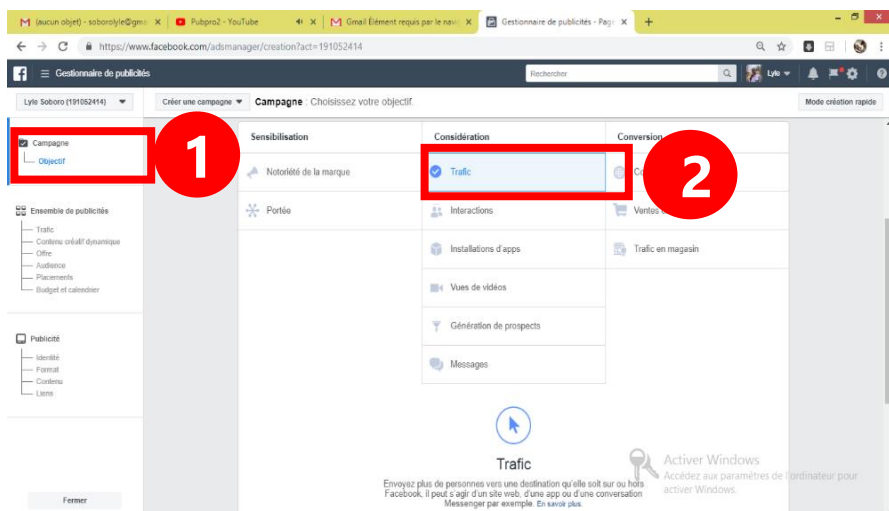 (aucun objet) - soborolyle@gma
Pubpro2 - YouTube
Gmail Élément requis par le navi
Gestionnaire de publicités - Page
https://www.facebook.com/adsmanager/creation?act=191052414
Gestionnaire de publicités
Rechercher
Lyle
Lyle Soboro (191052414)
Créer une campagne
Campagne : Choisissez votre objectif.
Mode création rapide
Campagne
Objectif
1
Ensemble de publicités
Trafic
Contenu créatif dynamique
Offre
Audience
Placements
Budget et calendrier
Publicité
Identité
Format
Contenu
Liens
Fermer
Sensibilisation
Considération
Conversion
Notoriété de la marque
Trafic
2
Portée
Interactions
Ventes
Installations d'apps
Trafic en magasin
Vues de vidéos
Génération de prospects
Messages
Trafic
Envoyez plus de personnes vers une destination qu'elle soit sur ou hors
Facebook, il peut s'agir d'un site web, d'une app ou d'une conversation
Messenger par exemple. En savoir plus.
Activer Windows
Accédez aux paramètres de l'ordinateur pour
activer Windows.